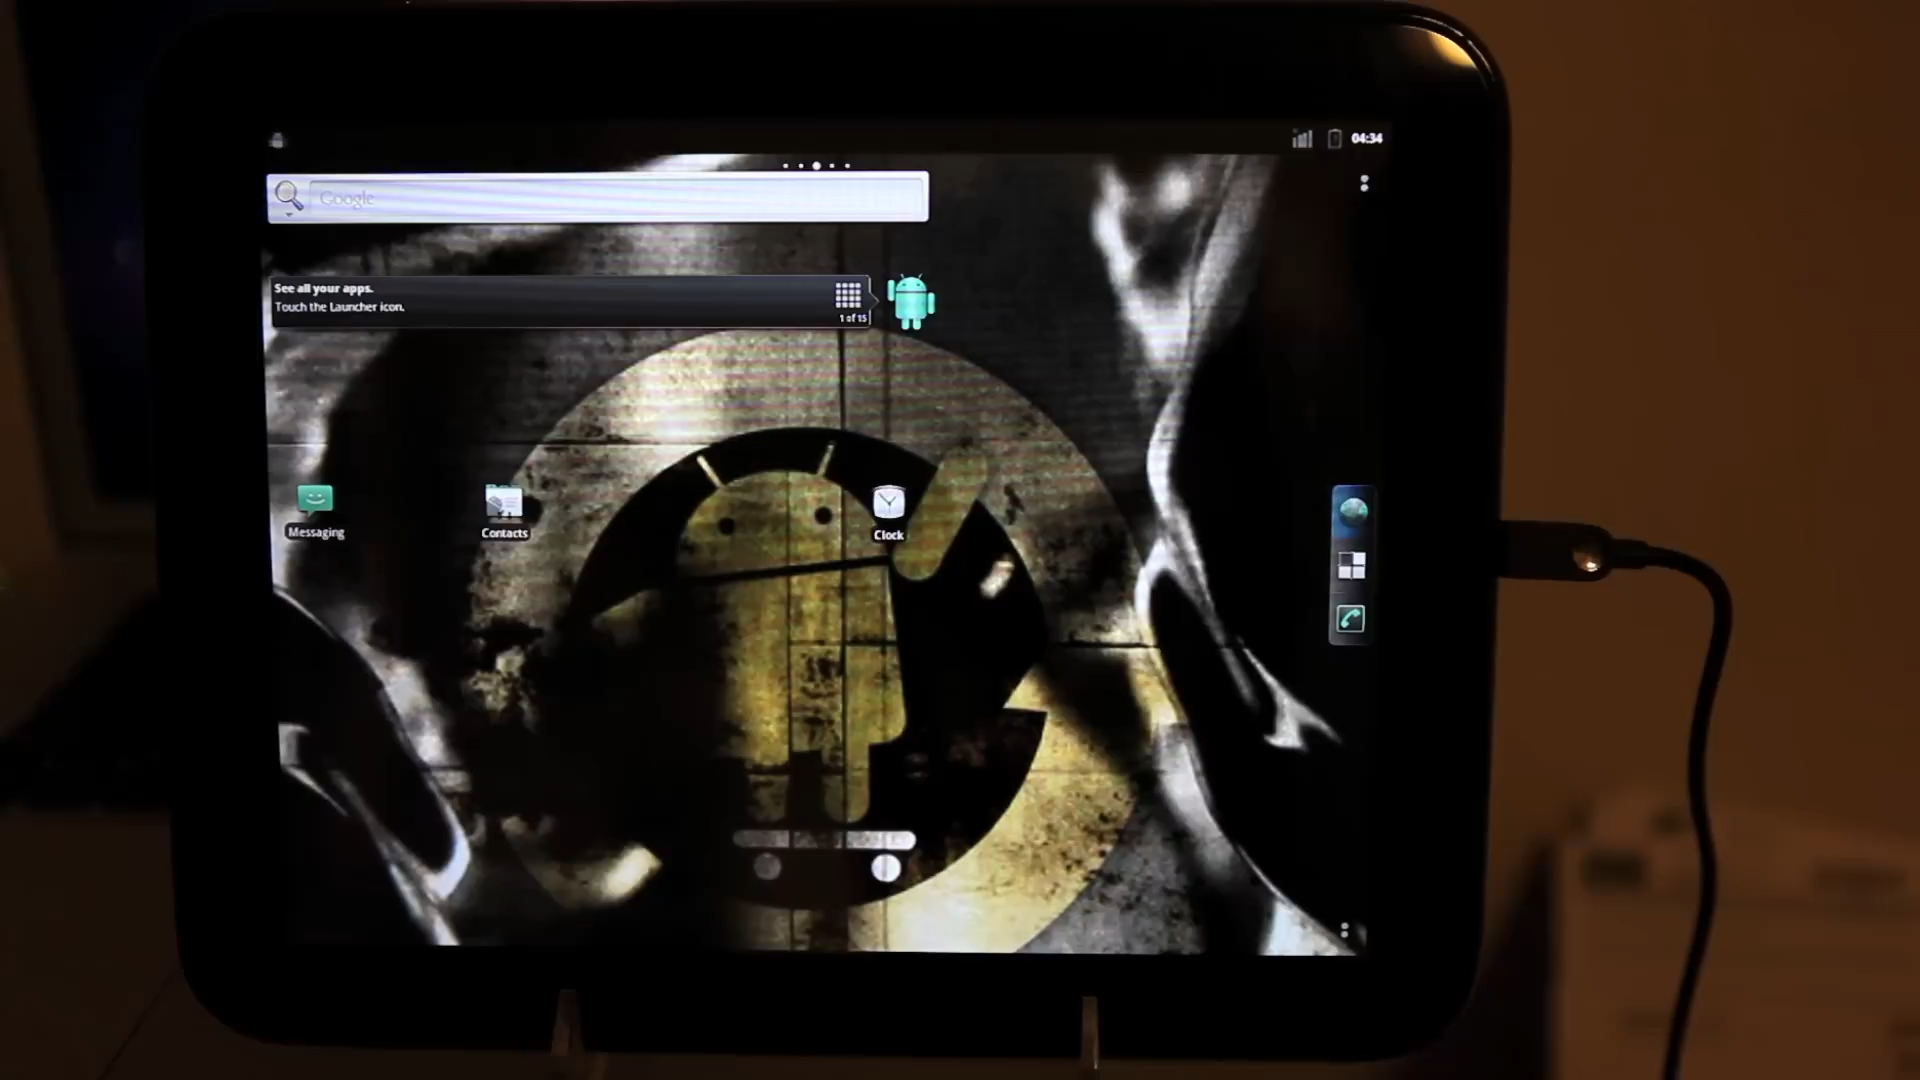 04:34
Google
See all your apps.
Touch the Launcher icon.
1 of 15
Messaging
Contacts
Clock